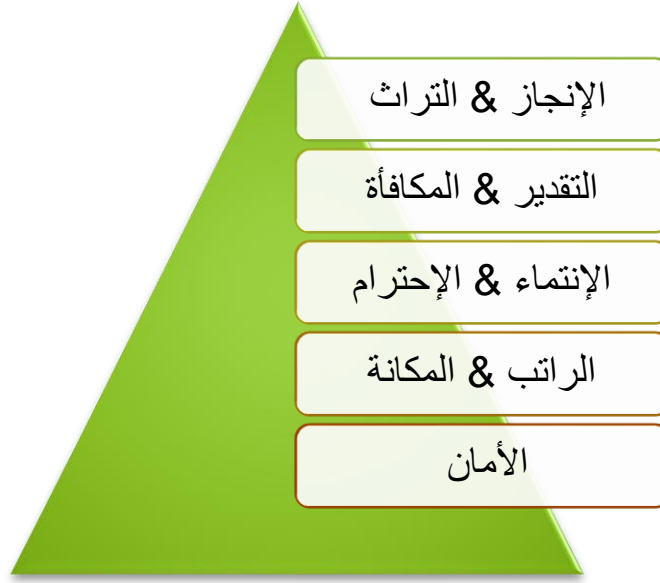 الإنجاز & التراث
التقدير & المكافأة
الإنتماء & الإحترام
الراتب & المكانة
الأمان